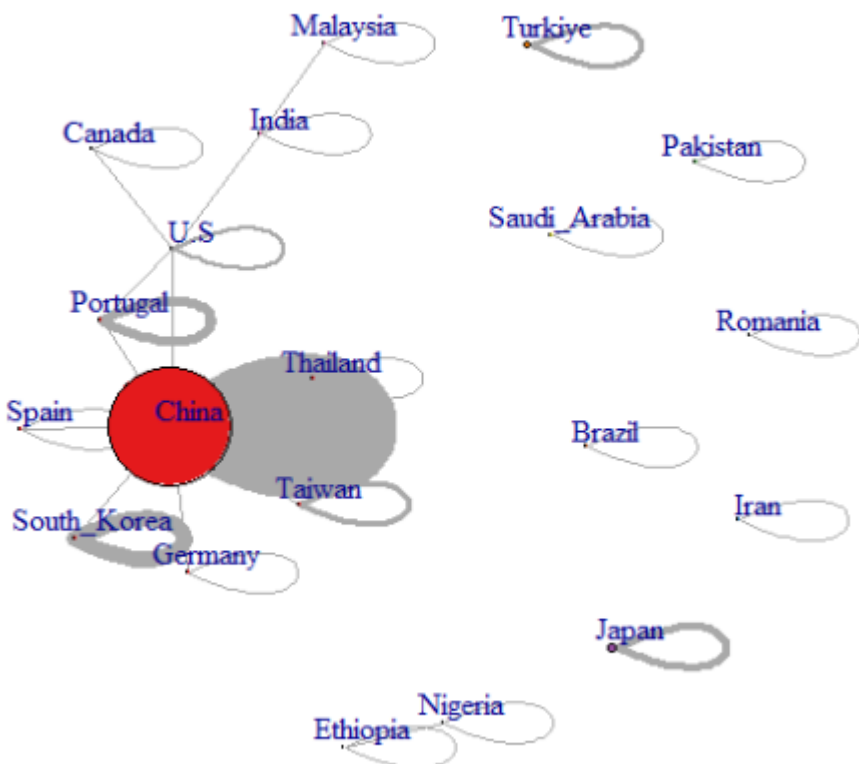 Malaysia
Turkiye
Canada
India
Pakistan
U.S
Saudi_Arabia
Portugal
Romania
Thailand
Spain
China
Brazil
Taiwan
South_Korea
Iran
Germany
Japan
Nigeria
Ethiopia